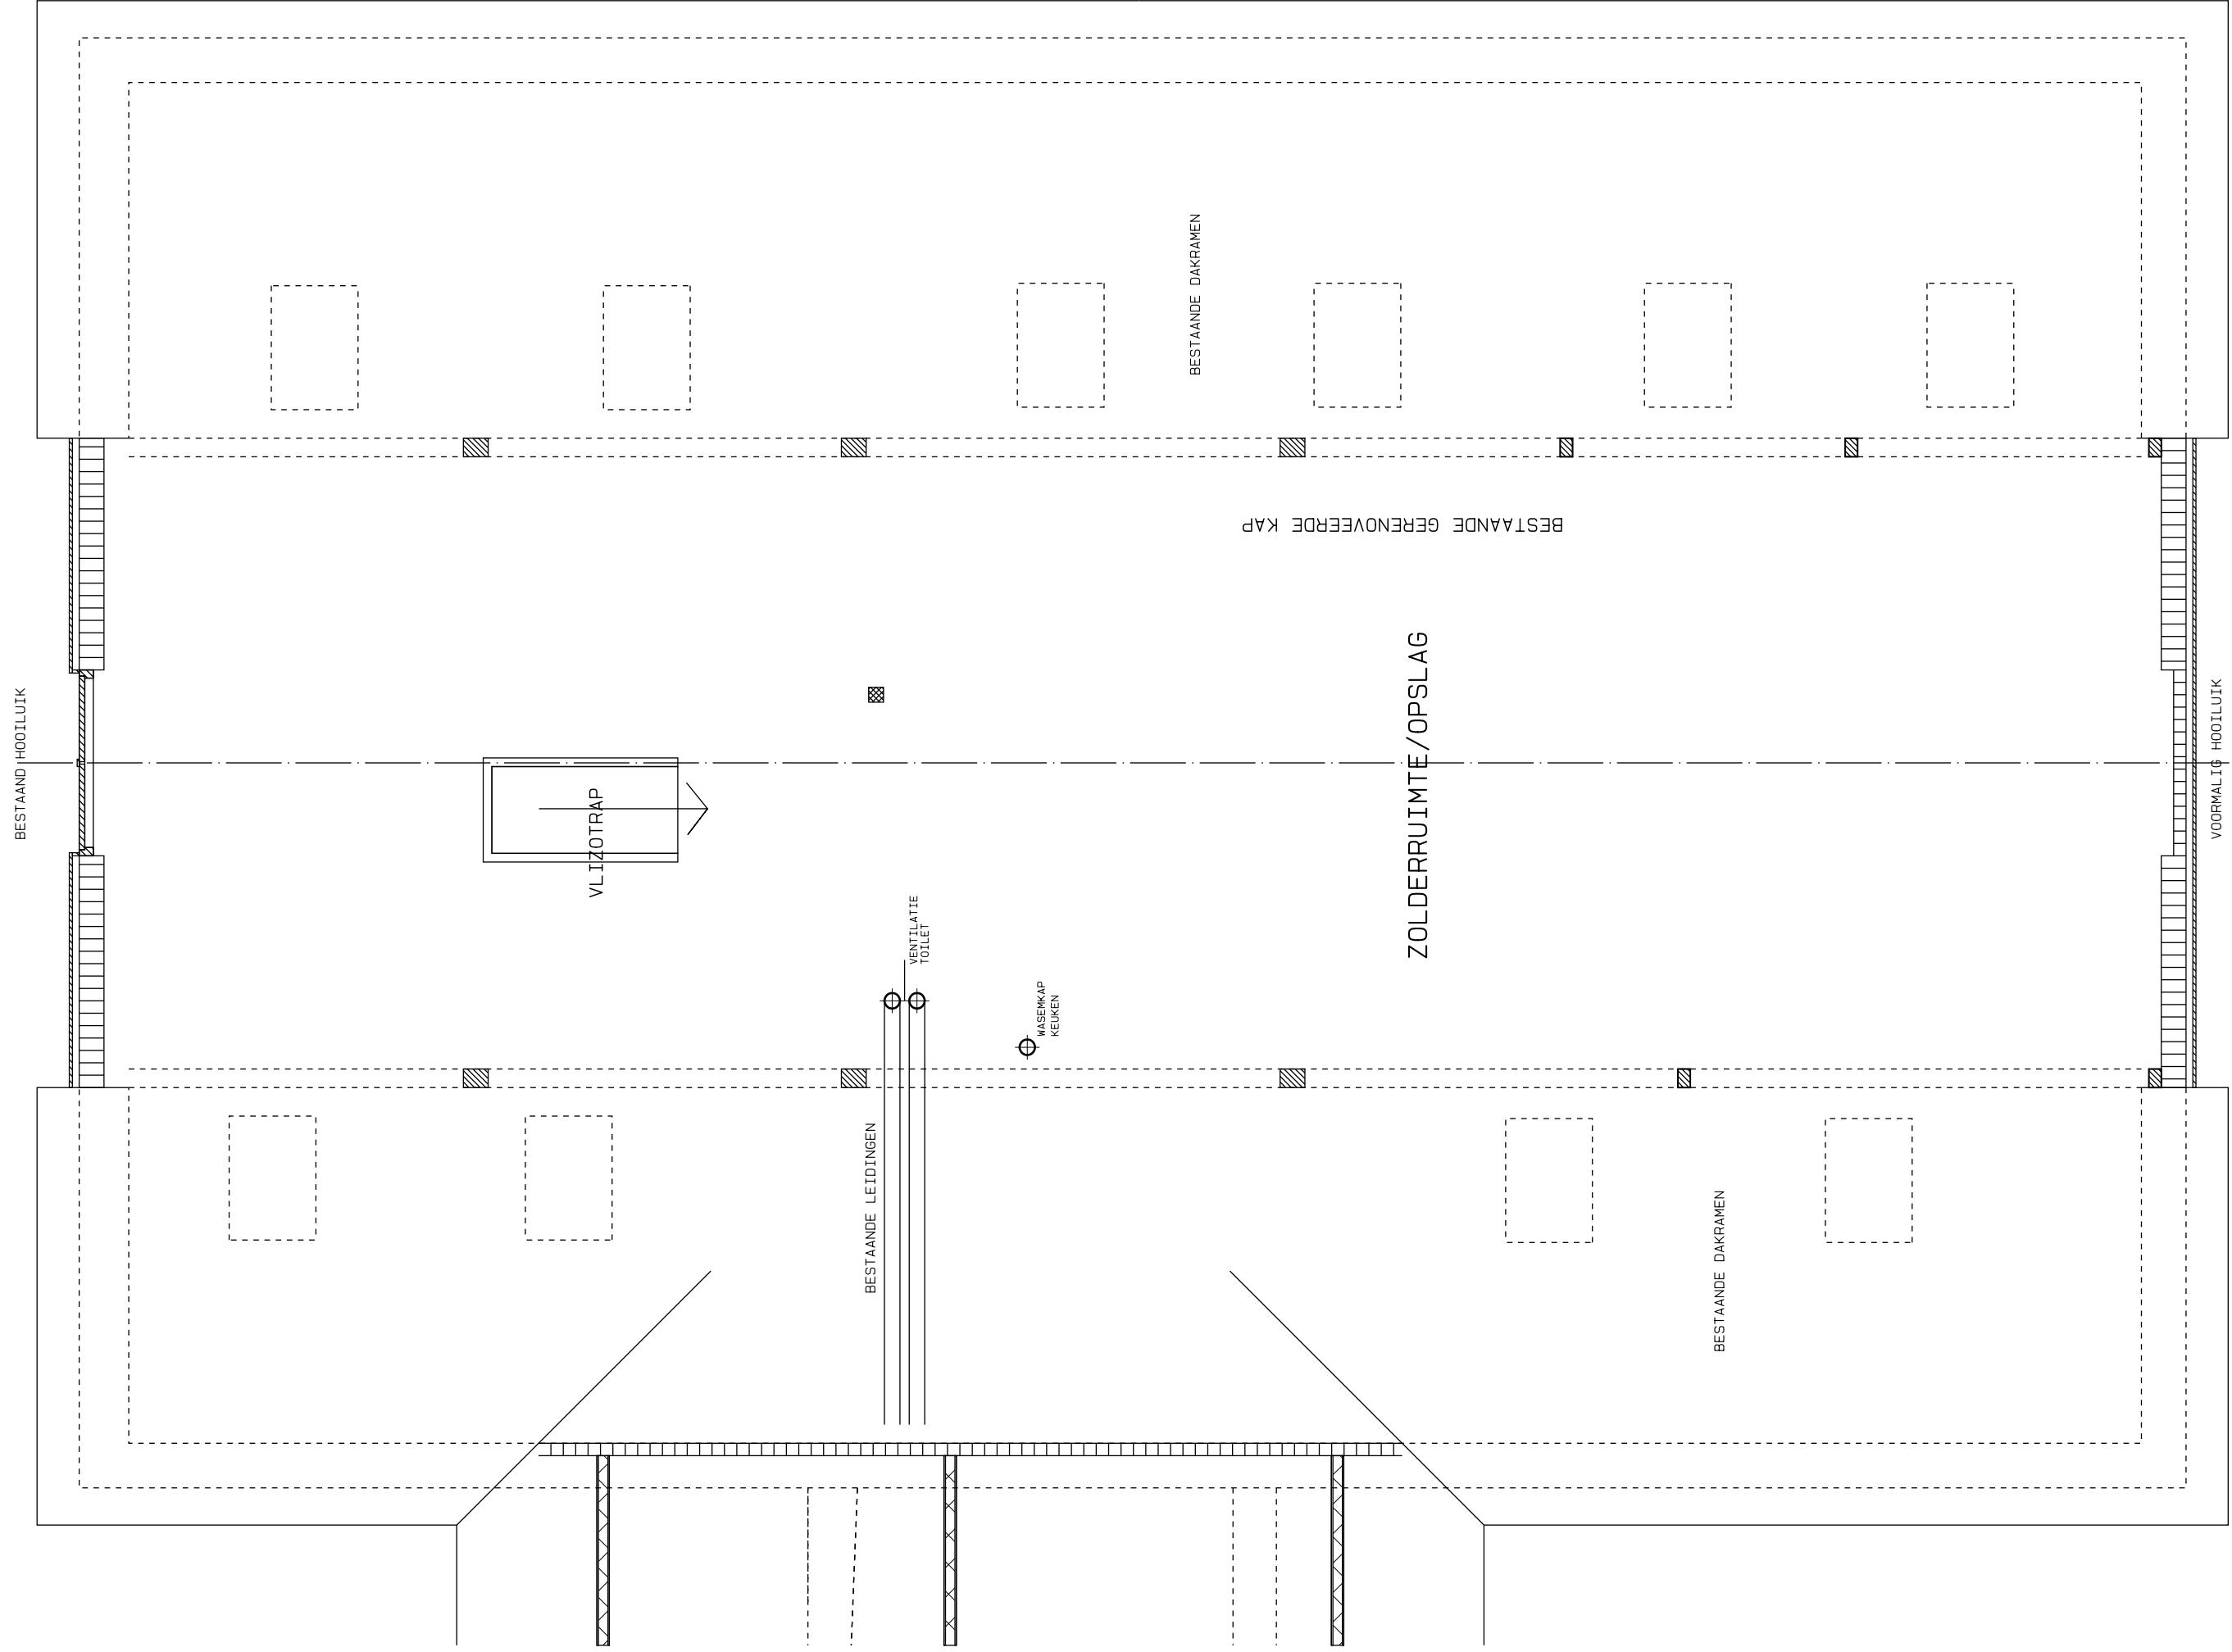 BESTAAND HOOILUIK
VLIZOTRAP
BESTAANDE LEIDINGEN
VENTILATIE
TOILET
WASEMKAP
KEUKEN
BESTAANDE DAKRAMEN
BESTAANDE GERENOVEERDE KAP
ZOLDERRUIMTE/OPSLAG
BESTAANDE DAKRAMEN
VOORMALIG HOOILUIK